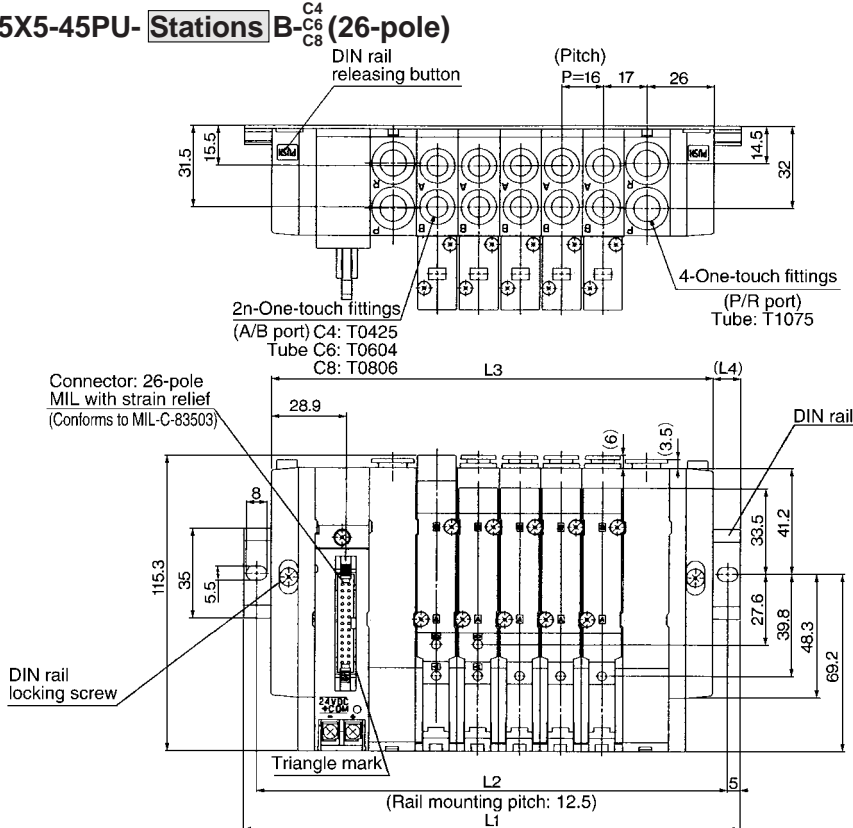 5X5-45PU- Stations B-C4 C6 C8 (26-pole)
DIN rail
releasing button
(Pitch)
P=16
17
26
31.5
15.5
PUSH
14.5
32
PUSH
R
A
A
A
A
A
R
P
B
B
B
B
B
P
4-One-touch fittings
(P/R port)
Tube: T1075
2n-One-touch fittings
(A/B port) C4: T0425
Tube C6: T0604
C8: T0806
Connector: 26-pole
MIL with strain relief
(Conforms to MIL-C-83503)
L3
(L4)
28.9
DIN rail
(6)
(3.5)
8
115.3
35
5.5
33.5
41.2
27.6
39.8
48.3
69.2
DIN rail
locking screw
24VDC
+COM
- +
Triangle mark
L2
5
(Rail mounting pitch: 12.5)
L1